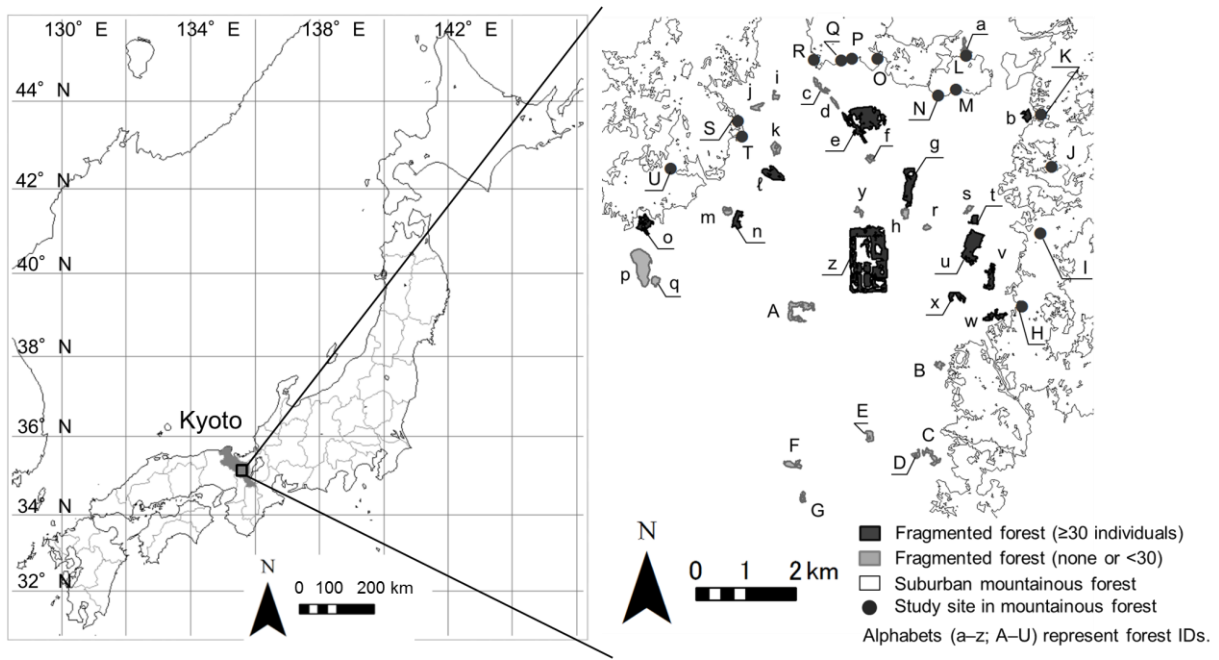 130° E 134° E 138° E 142° E
44° N
42° N
40° N
38° N
36° N
34° N
32° N
Kyoto
N
0 100 200 km
a
Q P
R
O
L
K
c
i
j
d
N
M
b
S
e
f
k
T
g
J
U
ℓ
y
s
t
m
n
h
r
o
z
u
v
I
p
q
A
x
w
H
B
E
C
F
D
G
N
0 1 2 km
Fragmented forest (≥30 individuals)
Fragmented forest (none or <30)
Suburban mountainous forest
Study site in mountainous forest
Alphabets (a–z; A–U) represent forest IDs.